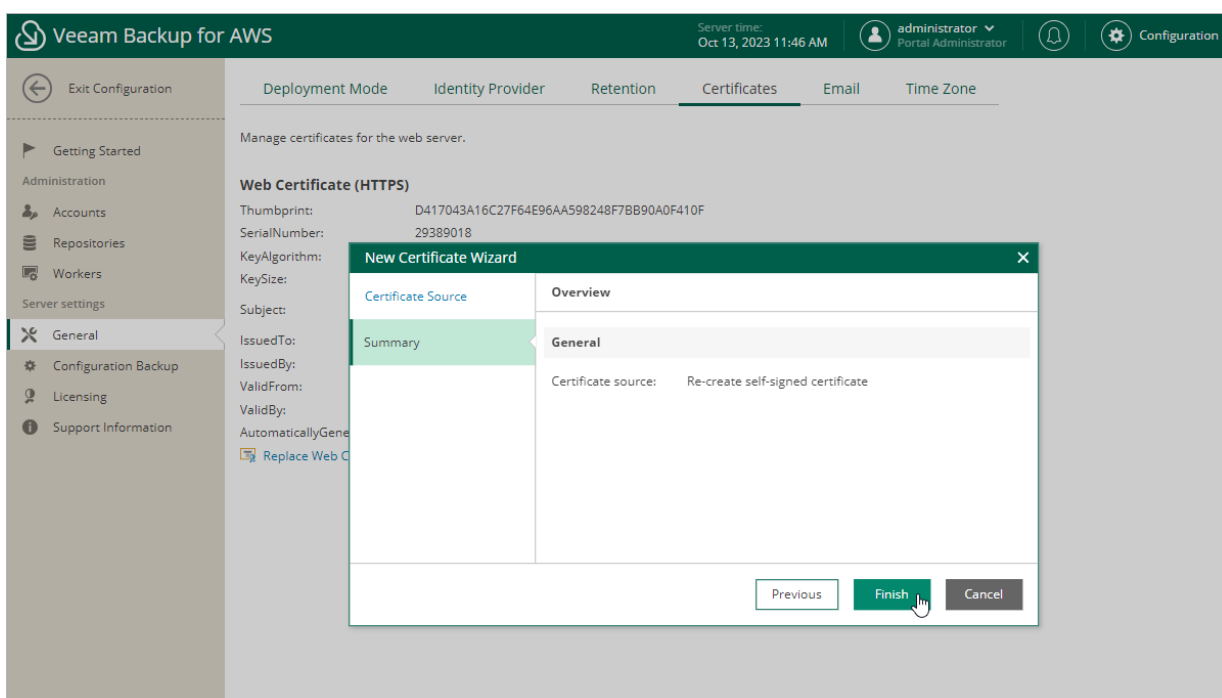 Veeam Backup for AWS
Server time:
Oct 13, 2023 11:46 AM
administrator
Portal Administrator
Configuration
Exit Configuration
Deployment Mode Identity Provider Retention Certificates Email Time Zone
Getting Started
Administration
Accounts
Repositories
Workers
Server settings
General
Configuration Backup
Licensing
Support Information
Manage certificates for the web server.
Web Certificate (HTTPS)
Thumbprint: D417043A16C27F64E96AA598248F7BB90A0F410F
SerialNumber: 29389018
KeyAlgorithm:
KeySize:
Subject:
IssuedTo:
IssuedBy:
ValidFrom:
ValidBy:
AutomaticallyGene
Replace Web C
New Certificate Wizard
Certificate Source
Summary
Overview
General
Certificate source: Re-create self-signed certificate
Previous Finish Cancel